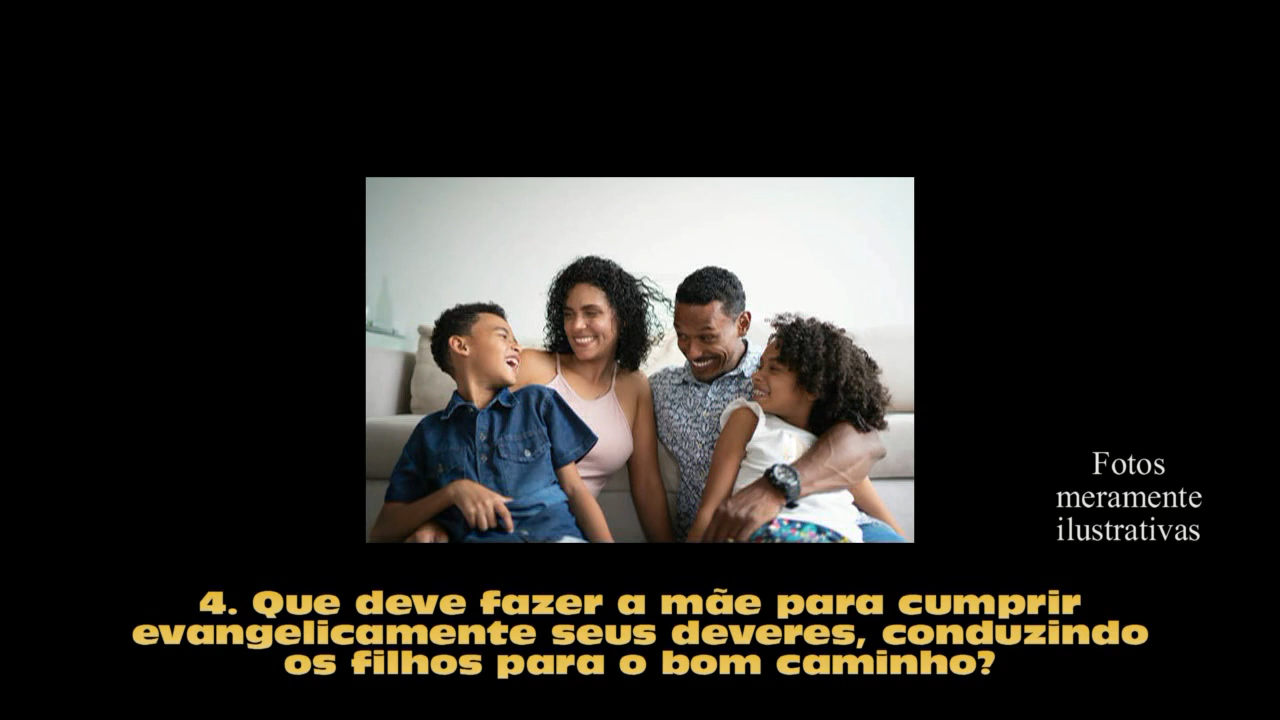 Fotos
meramente
ilustrativas
4. Que deve fazer a mãe para cumprir
evangelicamente seus deveres, conduzindo
os filhos para o bom caminho?